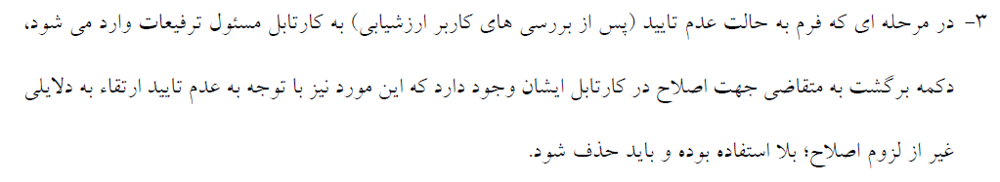 ۳- در مرحله ای که فرم به حالت عدم تایید (پس از بررسی های کاربر ارزشیابی) به کارتابل مسئول ترفیعات وارد می شود،
دکمه برگشت به متقاضی جهت اصلاح در کارتابل ایشان وجود دارد که این مورد نیز با توجه به عدم تایید ارتقاء به دلایلی
غیر از لزوم اصلاح؛ بلا استفاده بوده و باید حذف شود.